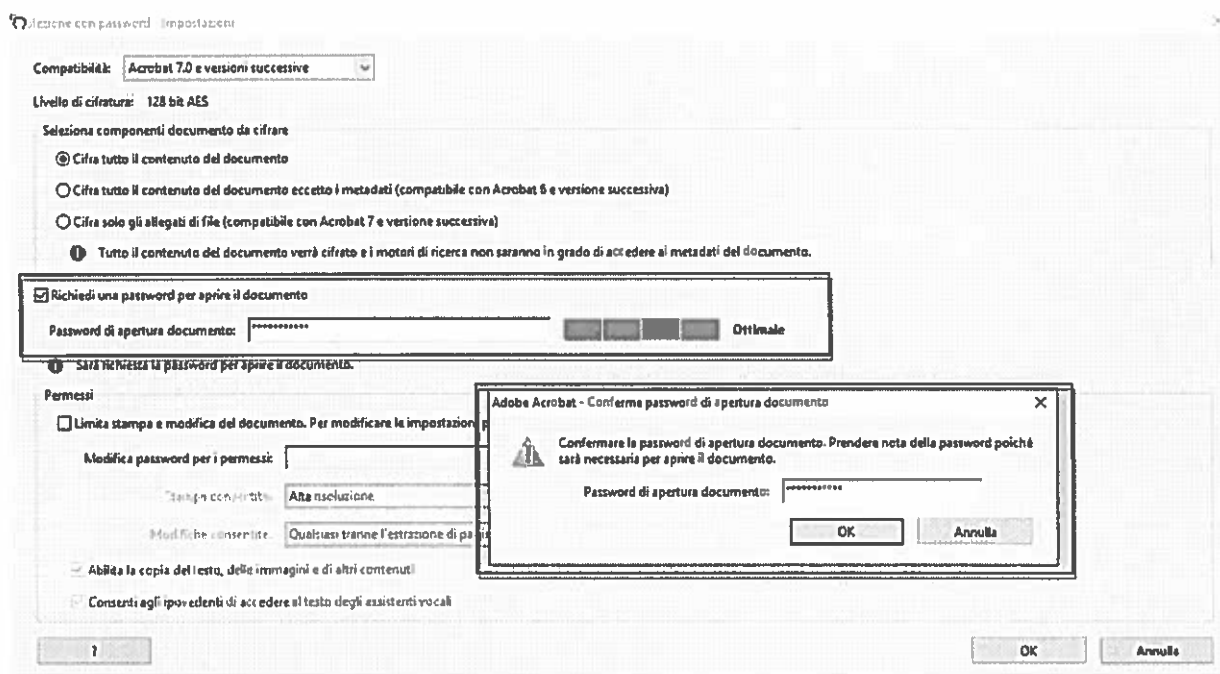 lezione con password - Impostazioni
Compatibilità: Acrobat 7.0 e versioni successive
Livello di cifratura: 128 bit AES
Seleziona componenti documento da cifrare
Cifra tutto il contenuto del documento
Cifra tutto il contenuto del documento eccetto i metadati (compatibile con Acrobat 6 e versione successiva)
Cifra solo gli allegati di file (compatibile con Acrobat 7 e versione successiva)
Tutto il contenuto del documento verrà cifrato e i motori di ricerca non saranno in grado di accedere ai metadati del documento.
Richiedi una password per aprire il documento
Password di apertura documento: *********** Ottimale
Sarà richiesta la password per aprire il documento.
Permessi
Limita stampa e modifica del documento. Per modificare le impostazioni p
Modifica password per i permessi:
Stampa consentita: Alta risoluzione
Modifiche consentite: Qualsiasi tranne l'estrazione di pagin
Abilita la copia del testo, delle immagini e di altri contenuti
Consenti agli ipovedenti di accedere al testo degli assistenti vocali
Adobe Acrobat - Conferma password di apertura documento
Confermare la password di apertura documento. Prendere nota della password poiché
sarà necessaria per aprire il documento.
Password di apertura documento: ***********
OK Annulla
? OK Annulla